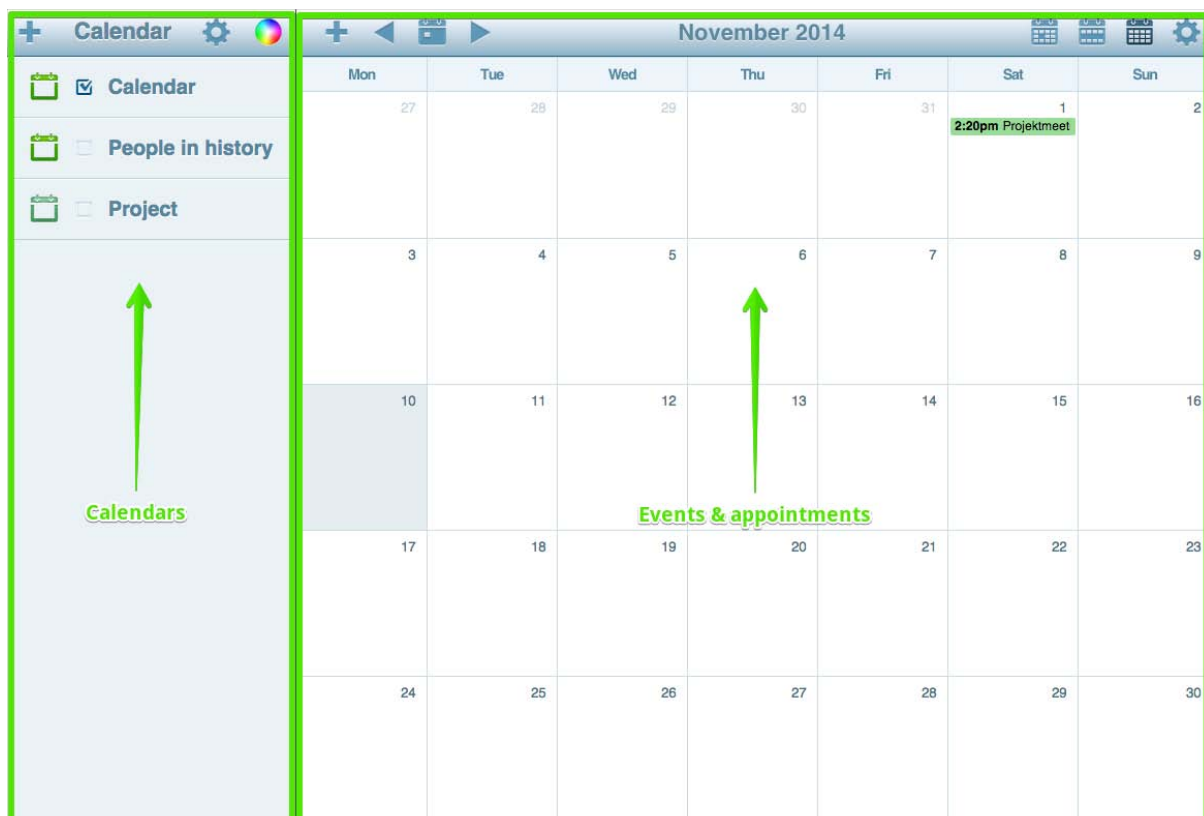 Calendar
November 2014
Calendar
People in history
Project
Calendars
Mon Tue Wed Thu Fri Sat Sun
27 28 29 30 31 1 2
2:20pm Projektmeet
3 4 5 6 7 8 9
10 11 12 13 14 15 16
Events & appointments
17 18 19 20 21 22 23
24 25 26 27 28 29 30